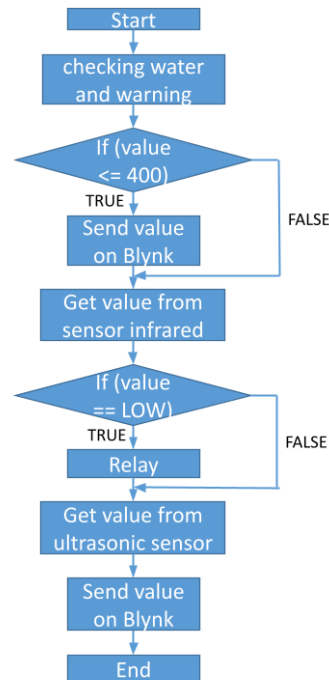 Start
checking water
and warning
If (value
<= 400)
TRUE
FALSE
Send value
on Blynk
Get value from
sensor infrared
If (value
== LOW)
TRUE
FALSE
Relay
Get value from
ultrasonic sensor
Send value
on Blynk
End